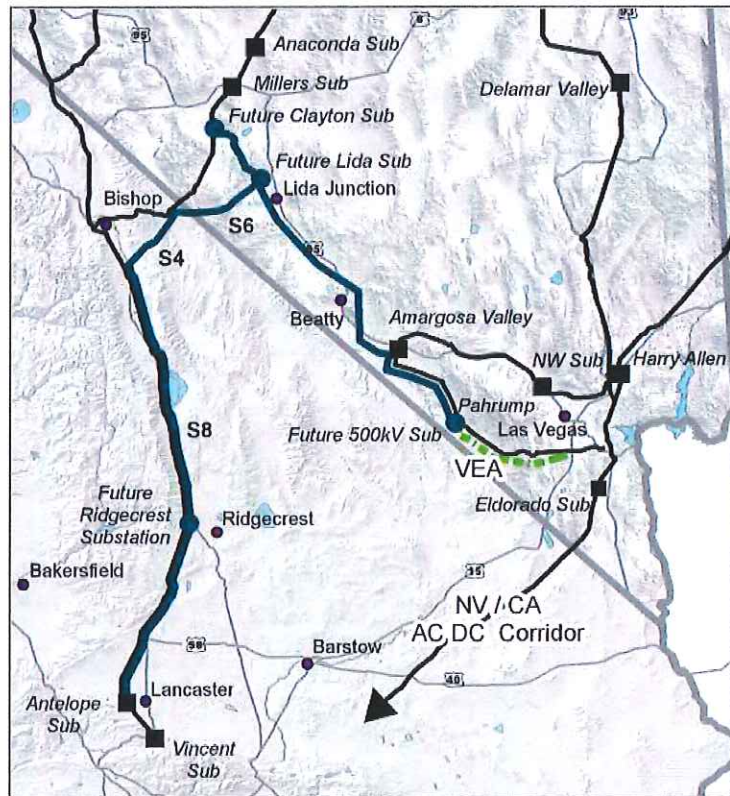 95
6
93
Anaconda Sub
Millers Sub
Delamar Valley
Future Clayton Sub
Future Lida Sub
Lida Junction
Bishop
S6
S4
95
Beatty
Amargosa Valley
NW Sub
Harry Allen
Pahrump
Las Vegas
Future 500kV Sub
VEA
S8
Eldorado Sub
Future
Ridgecrest
Substation
Ridgecrest
Bakersfield
15
NV / CA
AC DC Corridor
58
Barstow
40
Antelope
Sub
Lancaster
Vincent
Sub